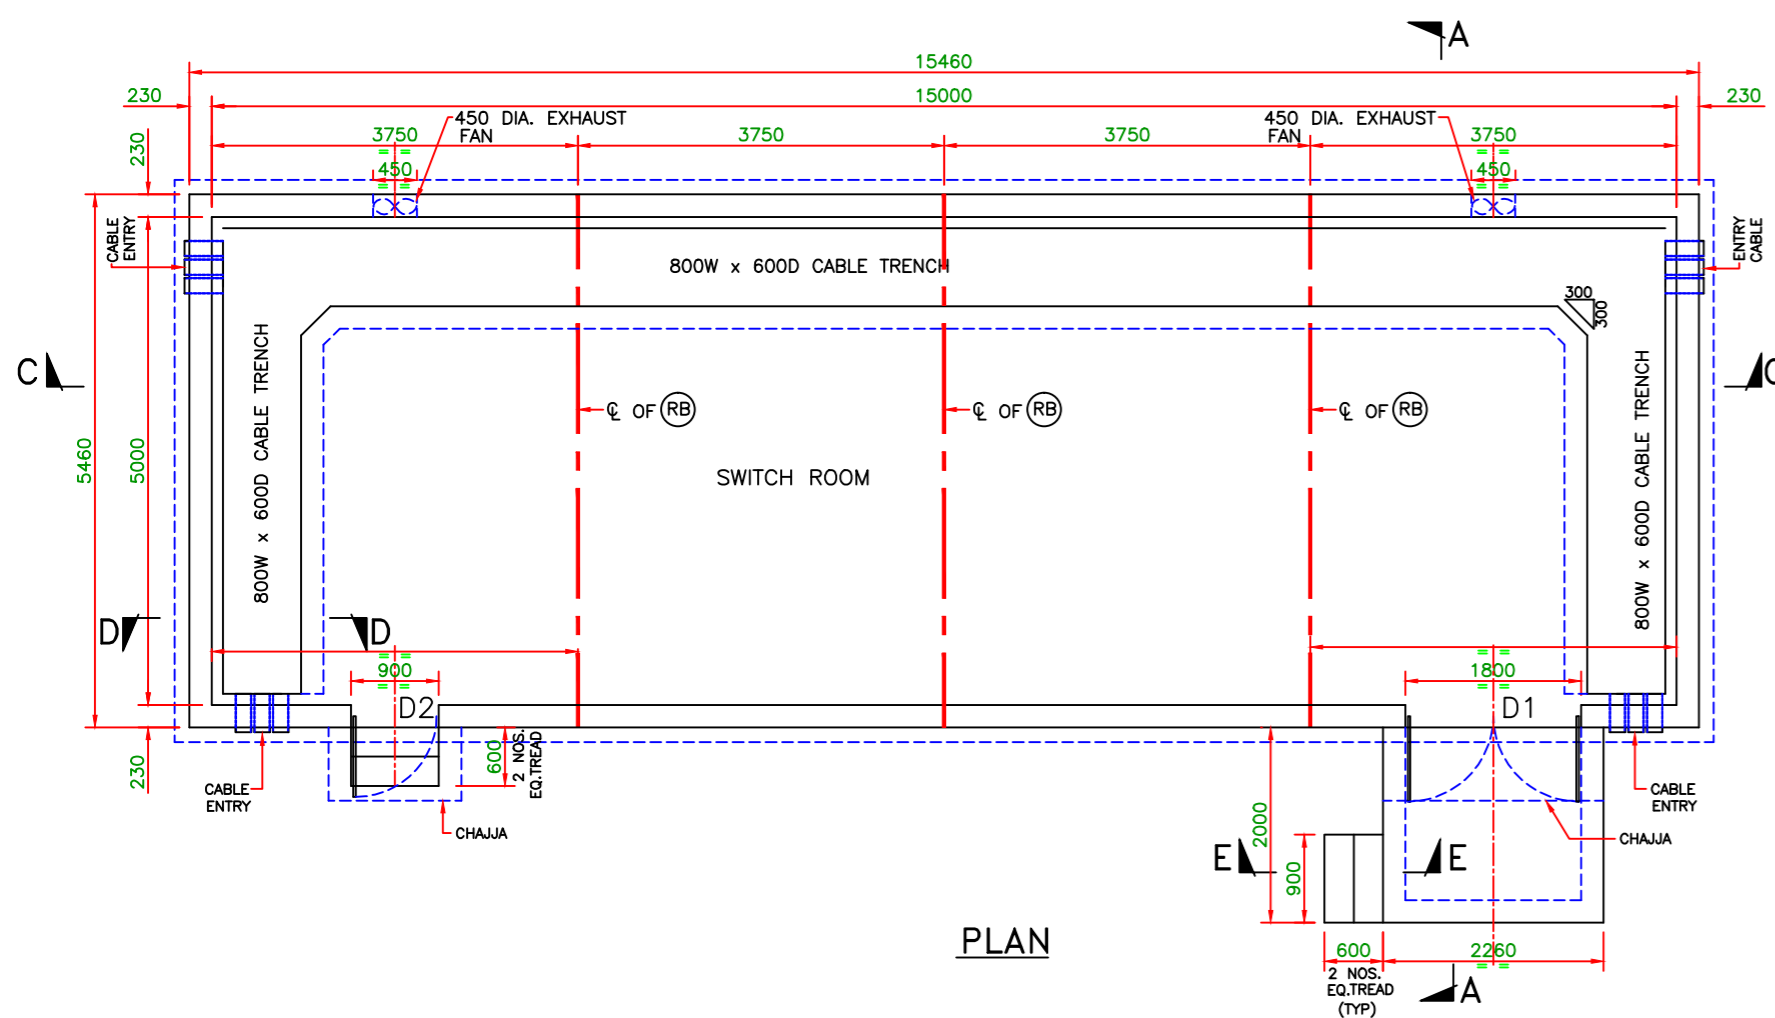 A
15460
230
15000
230
450 DIA. EXHAUST
FAN
3750
3750
3750
450 DIA. EXHAUST
FAN
3750
230
450
450
CABLE
ENTRY
ENTRY
CABLE
800W x 600D CABLE TRENCH
300
300
C
C
800W x 600D CABLE TRENCH
800W x 600D CABLE TRENCH
℄ OF RB
℄ OF RB
℄ OF RB
5460
5000
SWITCH ROOM
D
D
900
1800
D2
D1
230
600
2 NOS.
EQ.TREAD
CABLE
ENTRY
CABLE
ENTRY
CHAJJA
CHAJJA
2000
900
E
E
PLAN
600
2260
2 NOS.
EQ.TREAD
(TYP)
A